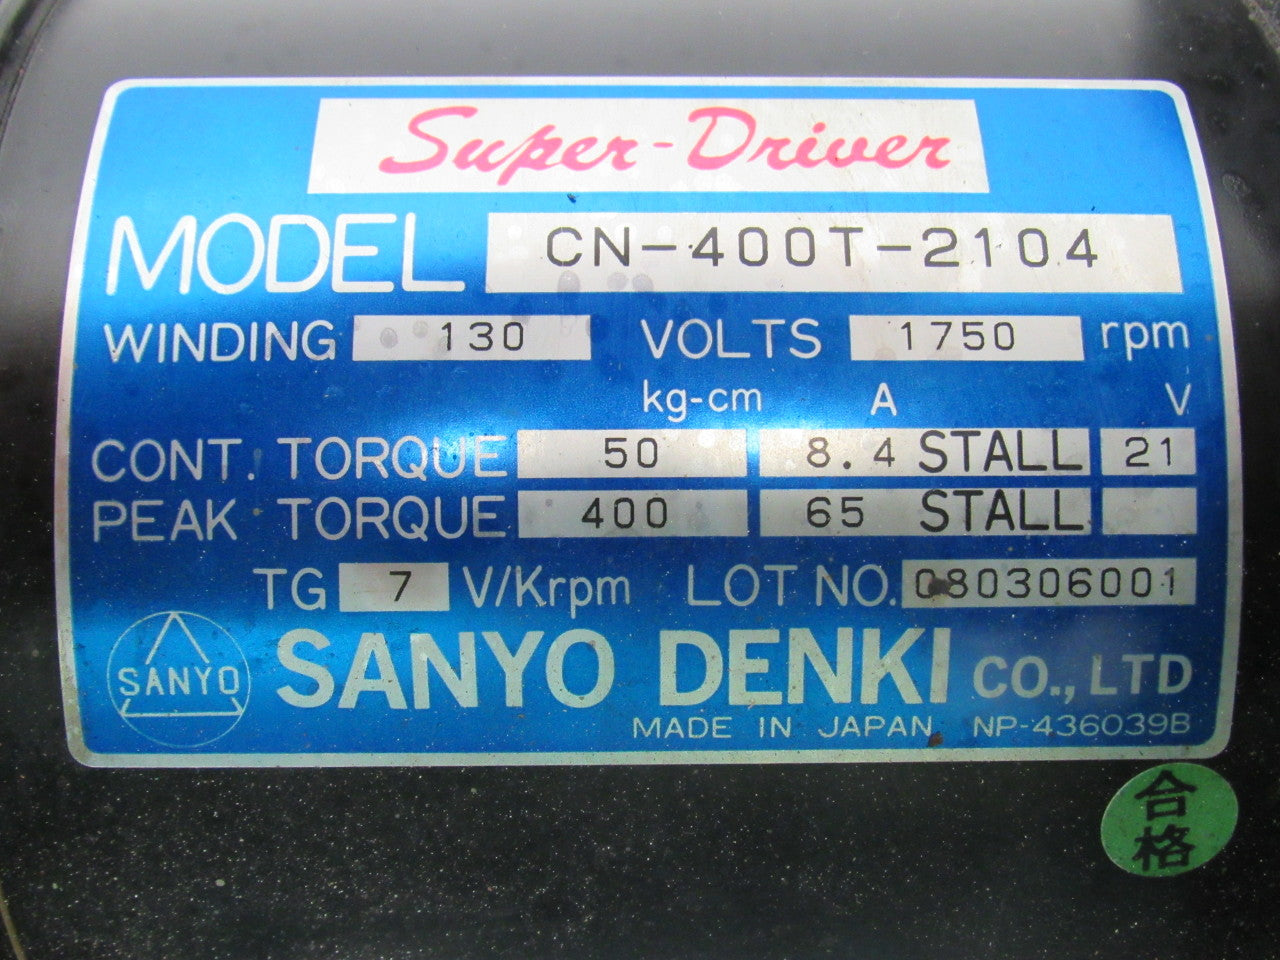 Super-Driver
MODEL CN-400T-2104
WINDING 130 VOLTS 1750 rpm
kg-cm A V
CONT. TORQUE 50 8.4 STALL 21
PEAK TORQUE 400 65 STALL
TG 7 V/Krpm LOT NO. 080306001
SANYO SANYO DENKI CO., LTD
MADE IN JAPAN NP-436039B
合格